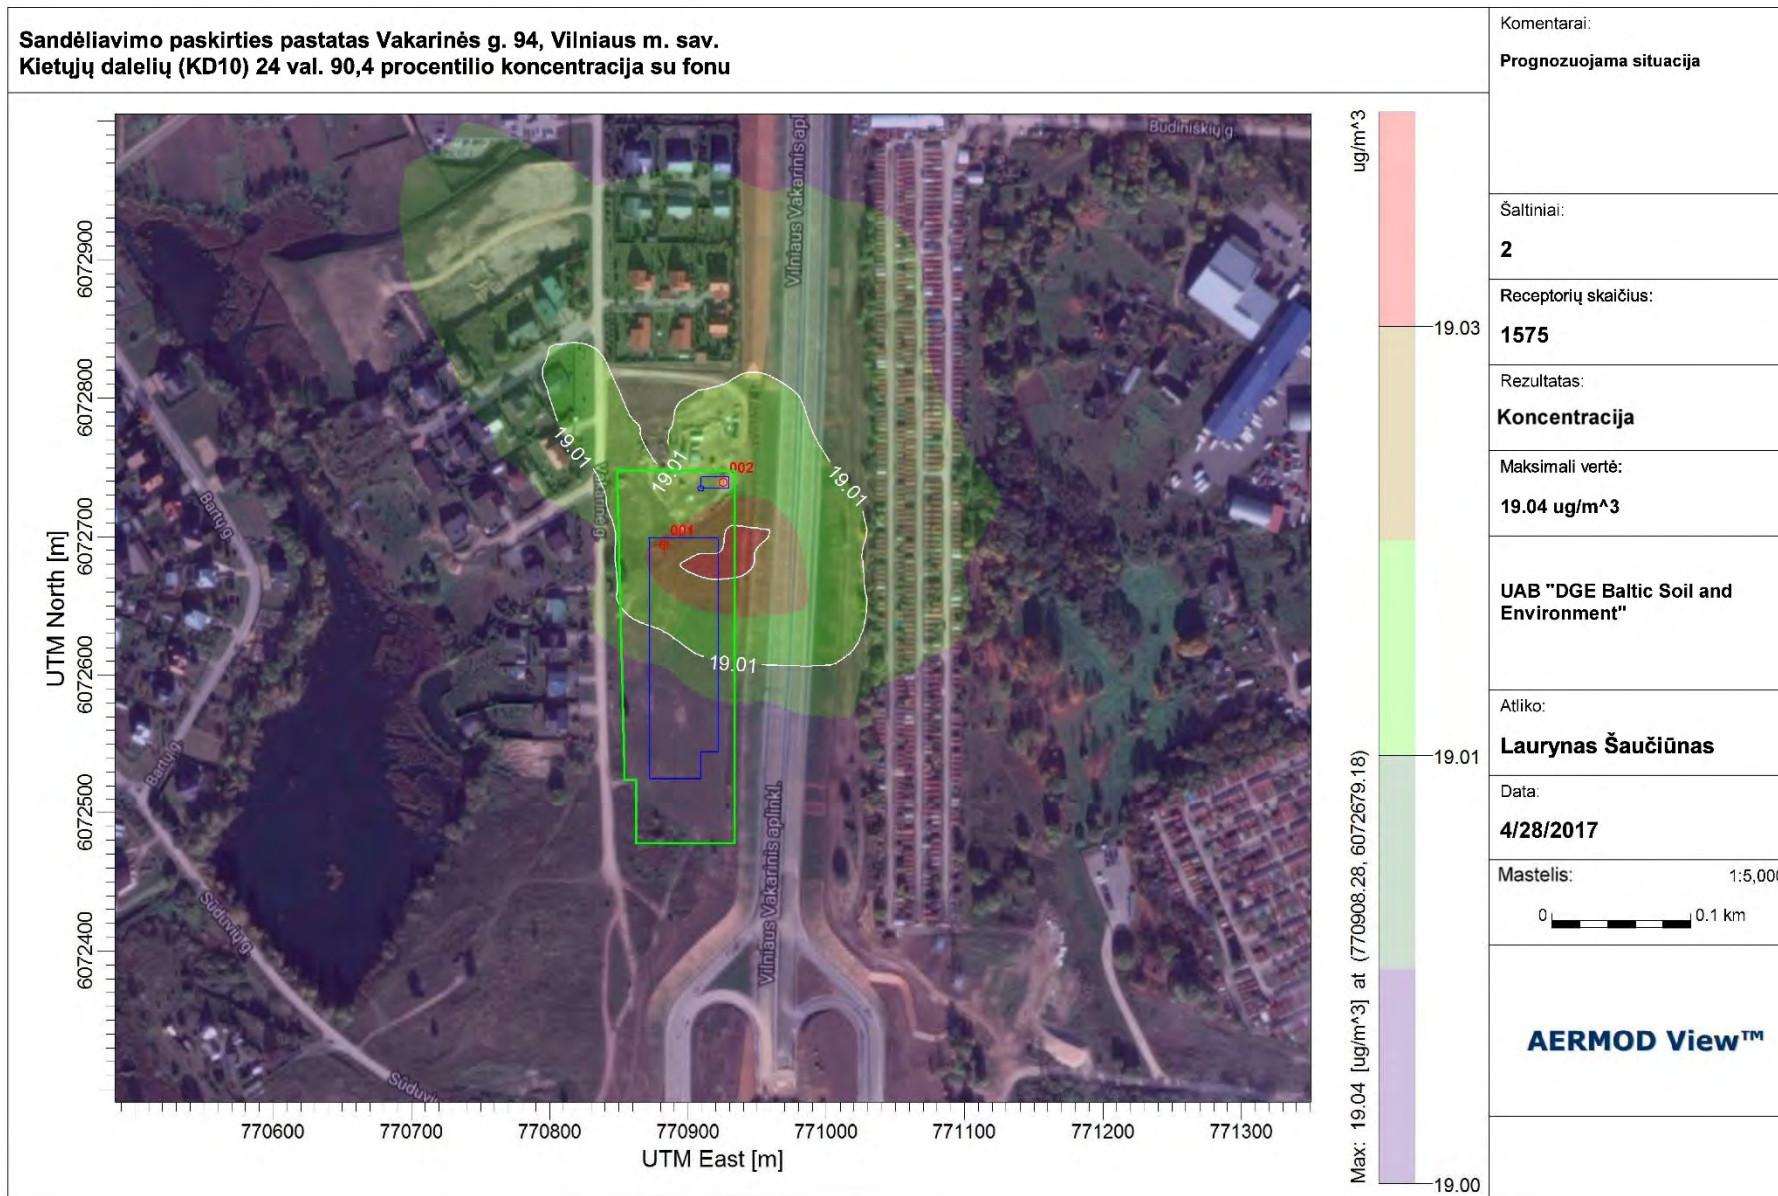 Sandėliavimo paskirties pastatas Vakarinės g. 94, Vilniaus m. sav.
Kietųjų dalelių (KD10) 24 val. 90,4 procentilio koncentracija su fonu
Komentarai:
Prognozuojama situacija
Šaltiniai:
2
Receptorių skaičius:
1575
Rezultatas:
Koncentracija
Maksimali vertė:
19.04 ug/m^3
UAB "DGE Baltic Soil and
Environment"
Atliko:
Laurynas Šaučiūnas
Data:
4/28/2017
Mastelis:
1:5,000
0
0.1 km
AERMOD View™
ug/m^3
19.03
19.01
19.00
Max: 19.04 [ug/m^3] at (770908.28, 6072679.18)
UTM North [m]
6072900
6072800
6072700
6072600
6072500
6072400
770600
770700
770800
770900
771000
771100
771200
771300
UTM East [m]
Budiniškių g.
Vilniaus Vakarinis apl
19.01
19.01
19.01
19.01
002
001
Bartų g.
Bartų g.
Vilniaus Vakarinis aplinkl.
Sūduvių g.